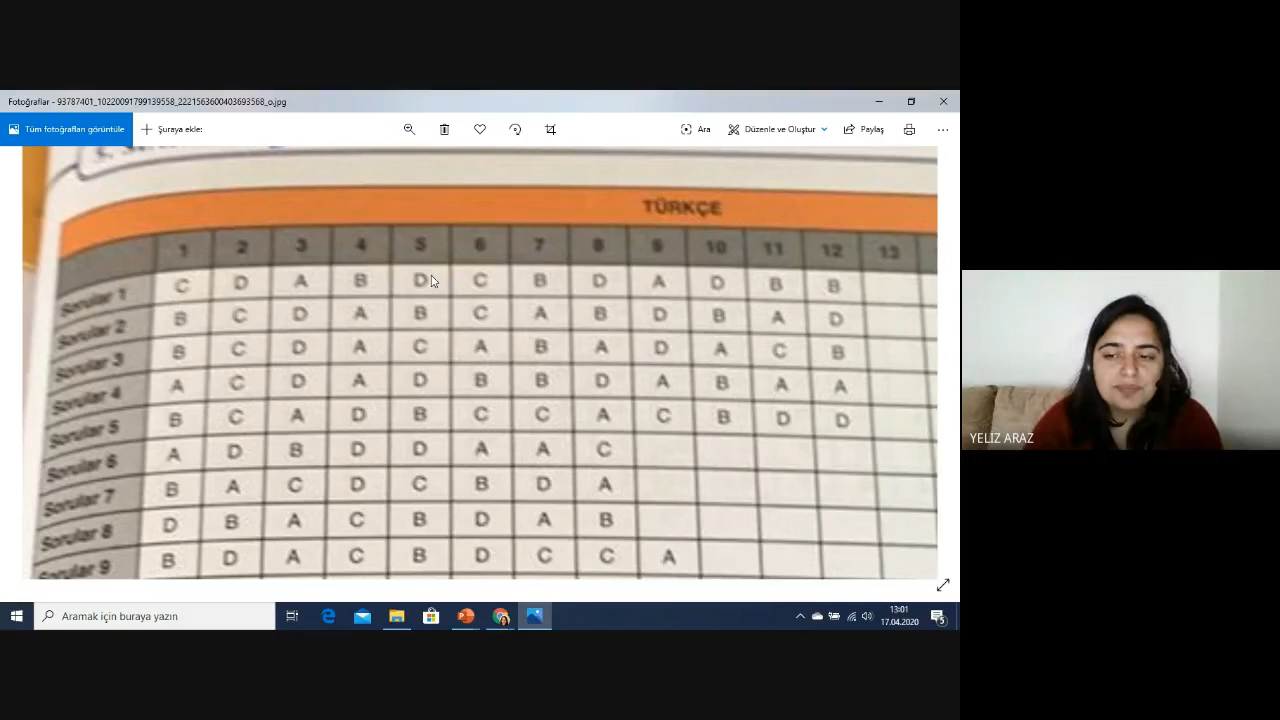 Fotoğraflar - 93787401_10220091799139558_2221563600403693568_o.jpg
Tüm fotoğrafları görüntüle
Şuraya ekle:
Ara
Düzenle ve Oluştur
Paylaş
TÜRKÇE
1 2 3 4 5 6 7 8 9 10 11 12 13
Sorular 1 C D A B D C B D A D B B
Sorular 2 B C D A B C A B D B A D
Sorular 3 B C D A C A B A D A C B
Sorular 4 A C D A D B B D A B A A
Sorular 5 B C A D B C C A C B D D
Sorular 6 A D B D D A A C
Sorular 7 B A C D C B D A
Sorular 8 D B A C B D A B
Sorular 9 B D A C B D C C A
YELIZ ARAZ
Aramak için buraya yazın
13:01
17.04.2020
5